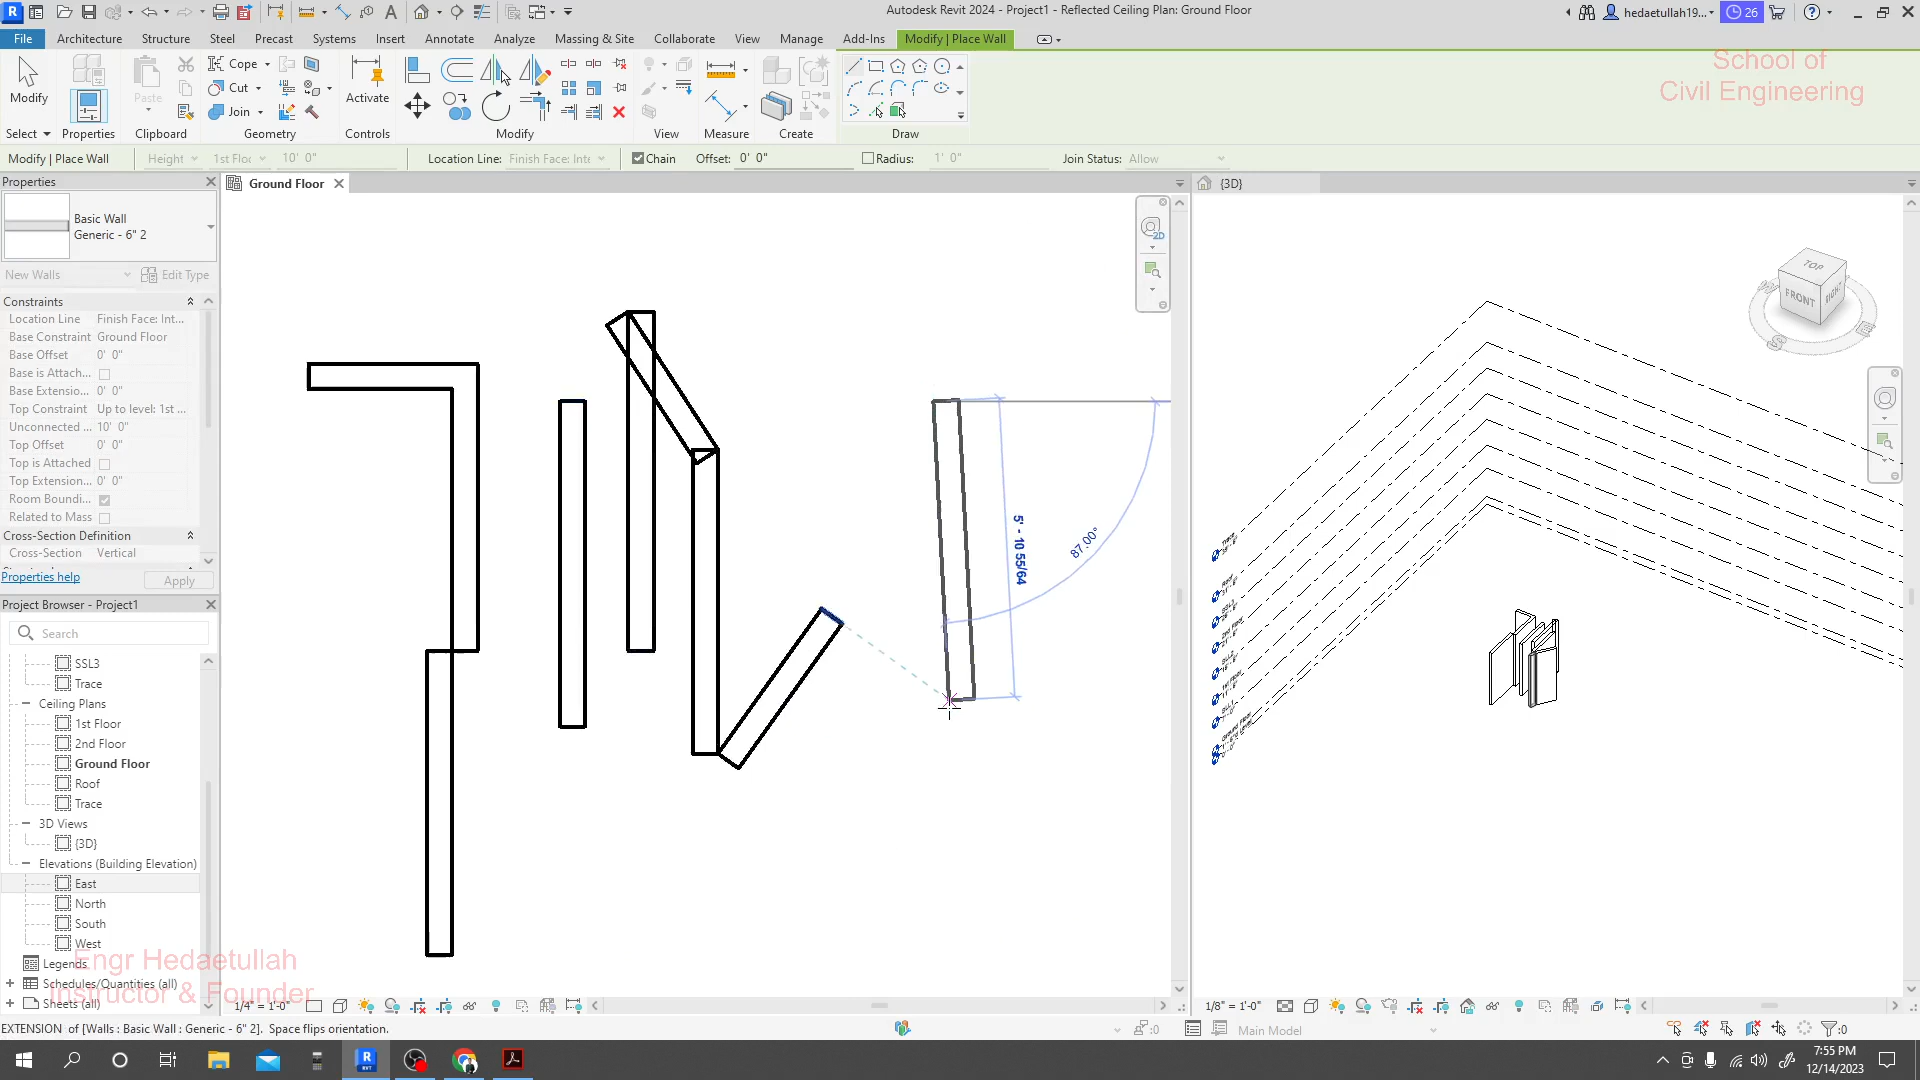 Autodesk Revit 2024 - Project1 - Reflected Ceiling Plan: Ground Floor
hedaetullah19...
26
File
Architecture
Structure
Steel
Precast
Systems
Insert
Annotate
Analyze
Massing & Site
Collaborate
View
Manage
Add-Ins
Modify | Place Wall
School of
Civil Engineering
Modify
Paste
Cope
Cut
Join
Activate
Select
Properties
Clipboard
Geometry
Controls
Modify
View
Measure
Create
Draw
Modify | Place Wall
Height
1st Floo
10' 0"
Location Line:
Finish Face: Inte
Chain
Offset:
0' 0"
Radius:
1' 0"
Join Status:
Allow
Properties
Basic Wall
Generic - 6" 2
New Walls
Edit Type
Constraints
Location Line Finish Face: Int...
Base Constraint Ground Floor
Base Offset 0' 0"
Base is Attach...
Base Extensio... 0' 0"
Top Constraint Up to level: 1st ...
Unconnected ... 10' 0"
Top Offset 0' 0"
Top is Attached
Top Extension... 0' 0"
Room Boundi...
Related to Mass
Cross-Section Definition
Cross-Section Vertical
Properties help
Apply
Project Browser - Project1
Search
SSL3
Trace
Ceiling Plans
1st Floor
2nd Floor
Ground Floor
Roof
Trace
3D Views
{3D}
Elevations (Building Elevation)
East
North
South
West
Legends
Schedules/Quantities (all)
Sheets (all)
Engr Hedaetullah
Instructor & Founder
Ground Floor
2D
5' - 10 55/64
87.00°
{3D}
TOP
FRONT
RIGHT
S
E
1/4" = 1'-0"
1/8" = 1'-0"
EXTENSION of [Walls : Basic Wall : Generic - 6" 2]. Space flips orientation.
:0
Main Model
:0
7:55 PM
12/14/2023